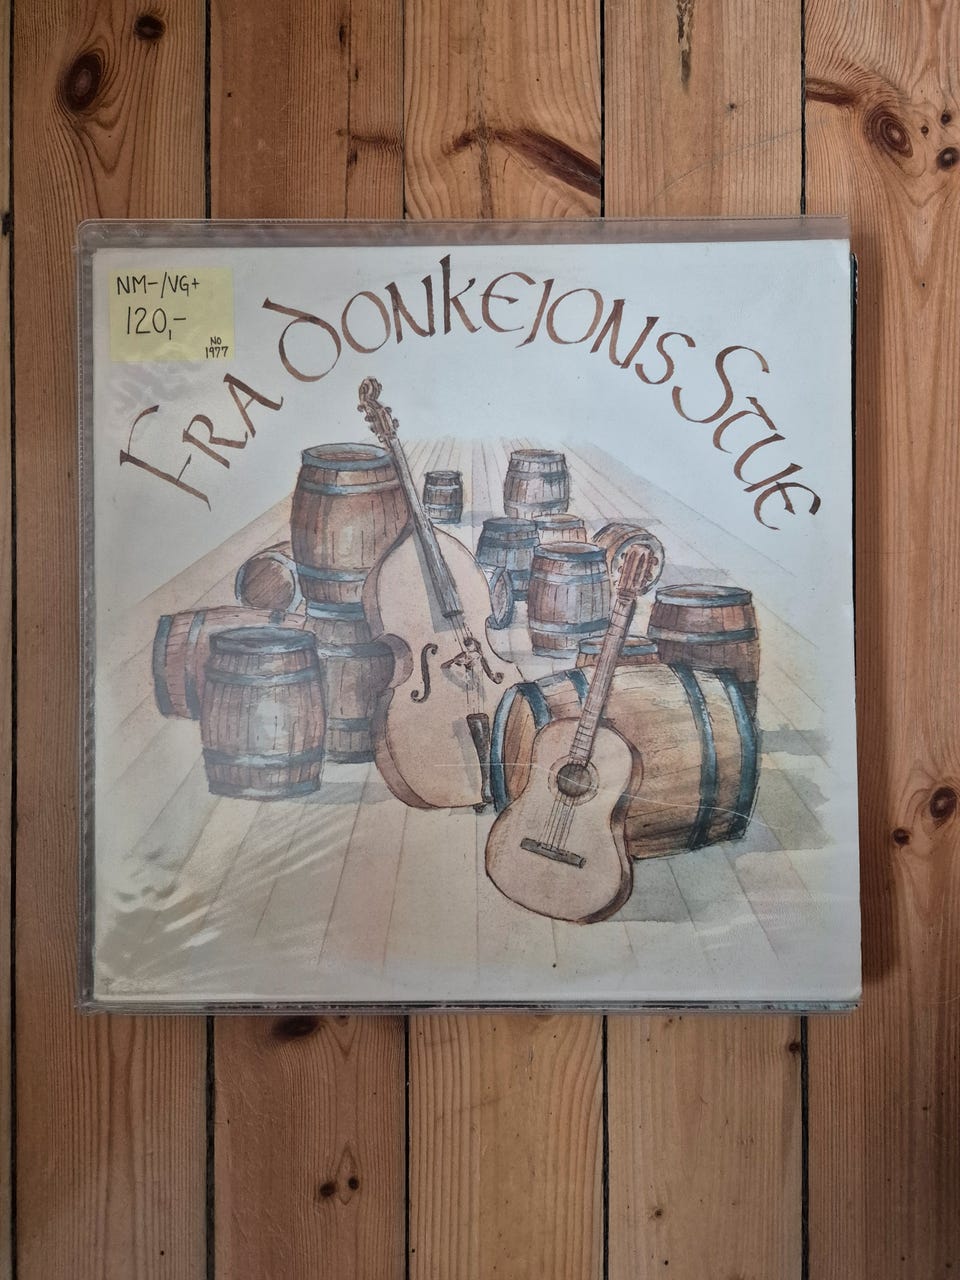 NM-/VG+
120,-
NO
1977
FRA DONKEJONS STUE